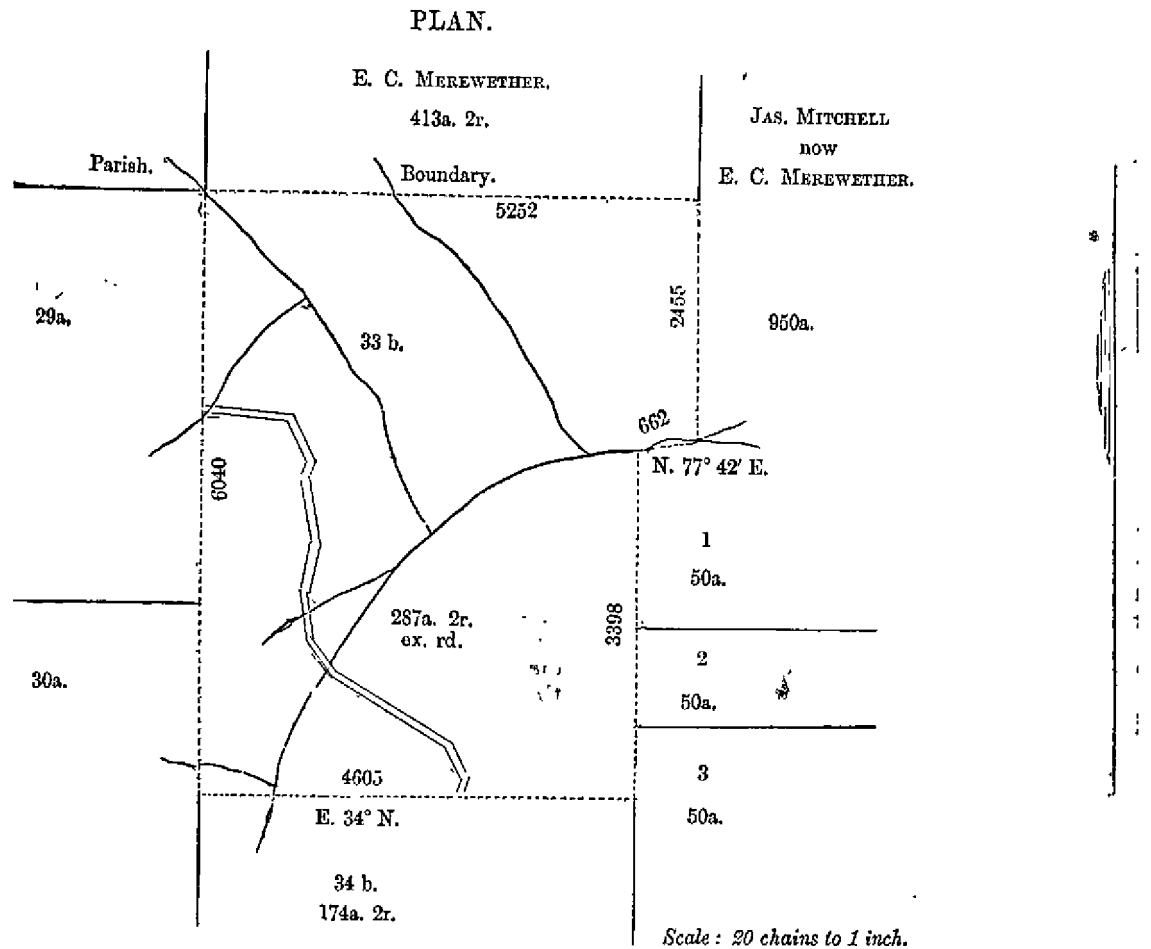 PLAN.
E. C. MEREWETHER.
413a. 2r.
JAS. MITCHELL
now
E. C. MEREWETHER.
Parish.
Boundary.
5252
29a.
33 b.
2455
950a.
662
N. 77° 42' E.
6040
1
50a.
287a. 2r.
ex. rd.
3398
2
50a.
30a.
3
50a.
4605
E. 34° N.
34 b.
174a. 2r.
Scale : 20 chains to 1 inch.